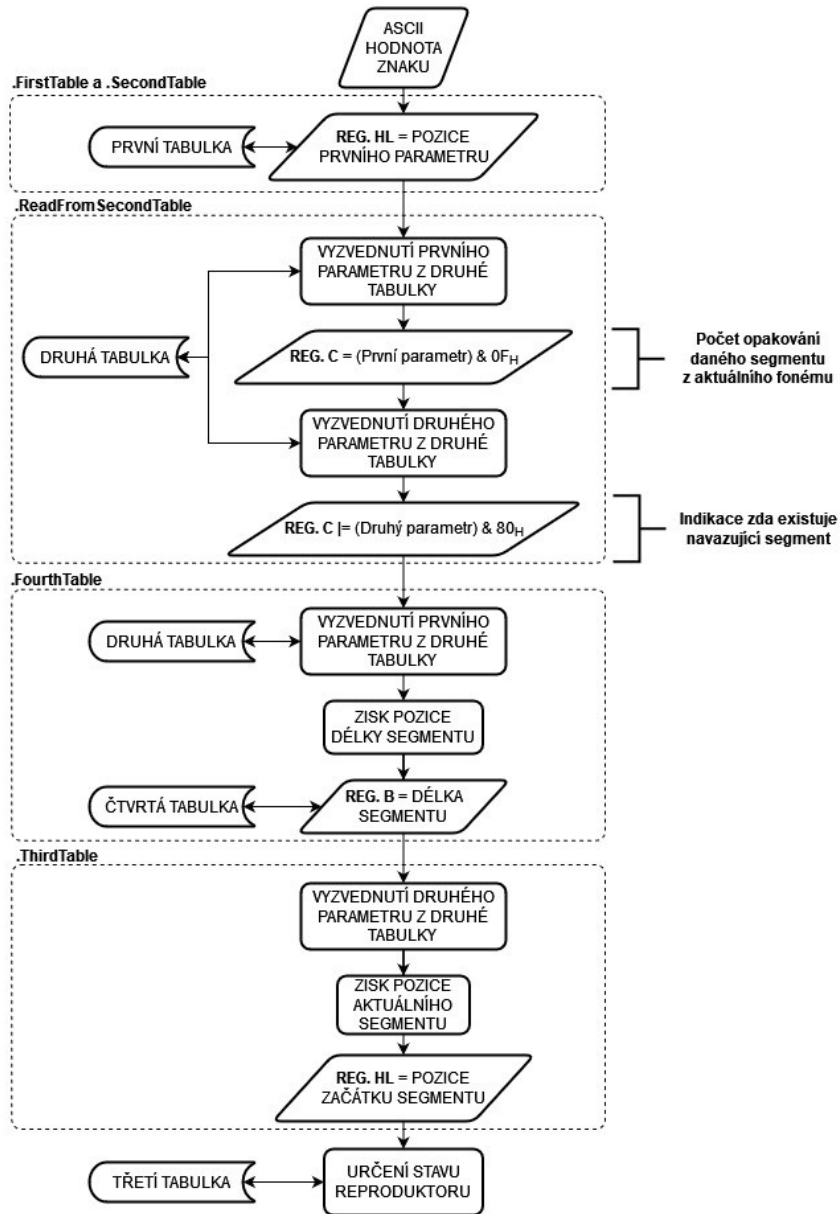 ASCII
HODNOTA
ZNAKU
.FirstTable a .SecondTable
PRVNÍ TABULKA
REG. HL = POZICE
PRVNÍHO PARAMETRU
.ReadFromSecondTable
VYZVEDNUTÍ PRVNÍHO
PARAMETRU Z DRUHÉ
TABULKY
DRUHÁ TABULKA
REG. C = (První parametr) & 0FH
Počet opakování
daného segmentu
z aktuálního fonému
VYZVEDNUTÍ DRUHÉHO
PARAMETRU Z DRUHÉ
TABULKY
REG. C |= (Druhý parametr) & 80H
Indikace zda existuje
navazující segment
.FourthTable
DRUHÁ TABULKA
VYZVEDNUTÍ PRVNÍHO
PARAMETRU Z DRUHÉ
TABULKY
ZISK POZICE
DÉLKY SEGMENTU
ČTVRTÁ TABULKA
REG. B = DÉLKA
SEGMENTU
.ThirdTable
VYZVEDNUTÍ DRUHÉHO
PARAMETRU Z DRUHÉ
TABULKY
ZISK POZICE
AKTUÁLNÍHO
SEGMENTU
REG. HL = POZICE
ZAČÁTKU SEGMENTU
TŘETÍ TABULKA
URČENÍ STAVU
REPRODUKTORU